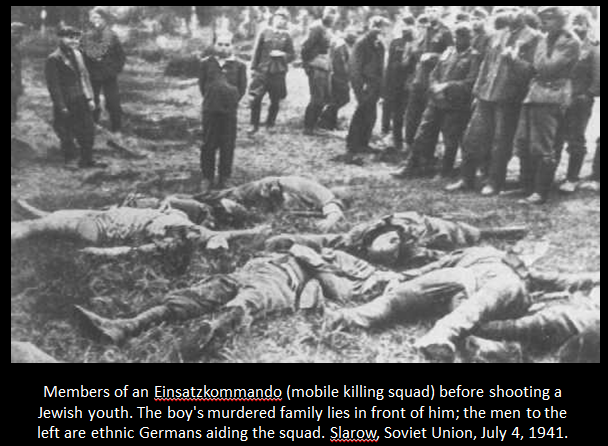 Members of an Einsatzkommando (mobile killing squad) before shooting a
Jewish youth. The boy's murdered family lies in front of him; the men to the
left are ethnic Germans aiding the squad. Slarow, Soviet Union, July 4, 1941.